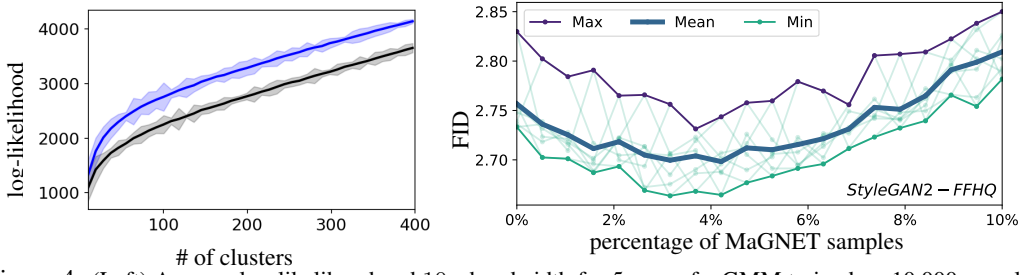 4000
3000
2000
1000
log-likelihood
100
200
300
400
# of clusters
2.85
2.80
2.75
2.70
FID
Max
Mean
Min
StyleGAN2 − FFHQ
0%
2%
4%
6%
8%
10%
percentage of MaGNET samples